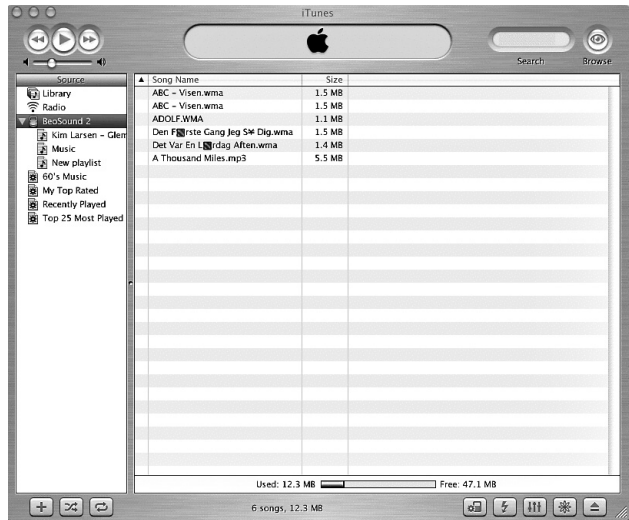 iTunes
Search
Browse
Source
Song Name Size
Library
Radio
BeoSound 2
Kim Larsen - Glem
Music
New playlist
60's Music
My Top Rated
Recently Played
Top 25 Most Played
ABC - Visen.wma 1.5 MB
ABC - Visen.wma 1.5 MB
ADOLF.WMA 1.1 MB
Den F rste Gang Jeg S¥ Dig.wma 1.5 MB
Det Var En L rdag Aften.wma 1.4 MB
A Thousand Miles.mp3 5.5 MB
Used: 12.3 MB Free: 47.1 MB
6 songs, 12.3 MB